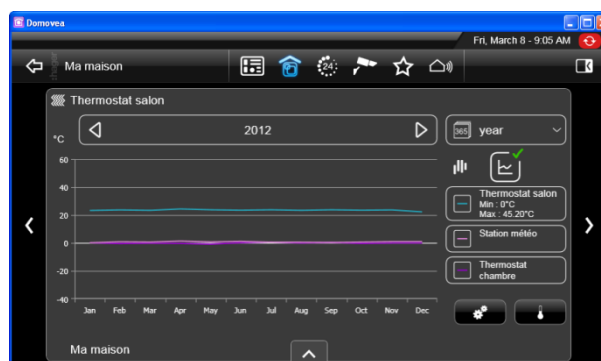 Domovea
Fri, March 8 - 9:05 AM
hager
Ma maison
24
Thermostat salon
°C
2012
365
year
60
40
20
0
-20
-40
Thermostat salon
Min : 0°C
Max : 45.20°C
Station météo
Thermostat
chambre
Jan Feb Mar Apr May Jun Jul Aug Sep Oct Nov Dec
Ma maison